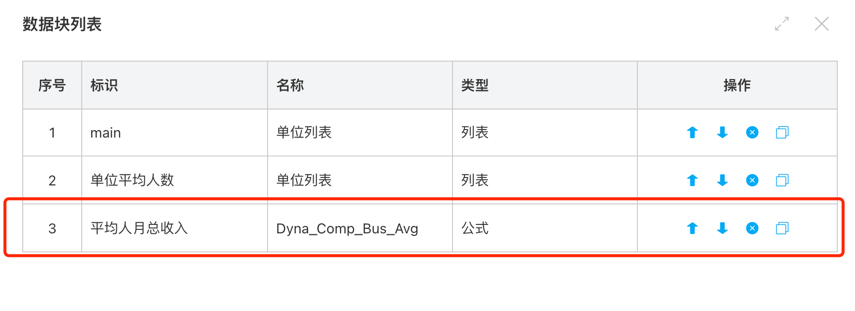 数据块列表
序号 标识 名称 类型 操作
1 main 单位列表 列表
2 单位平均人数 单位列表 列表
3 平均人月总收入 Dyna_Comp_Bus_Avg 公式